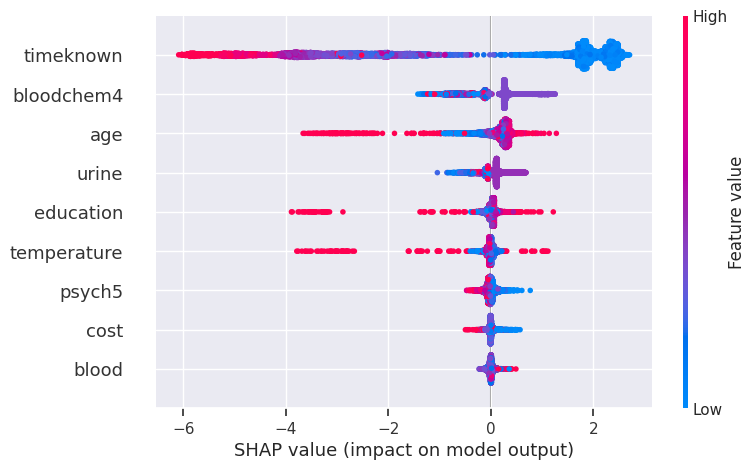 High
timeknown
bloodchem4
age
urine
education
temperature
psych5
cost
blood
Feature value
Low
−6 −4 −2 0 2
SHAP value (impact on model output)